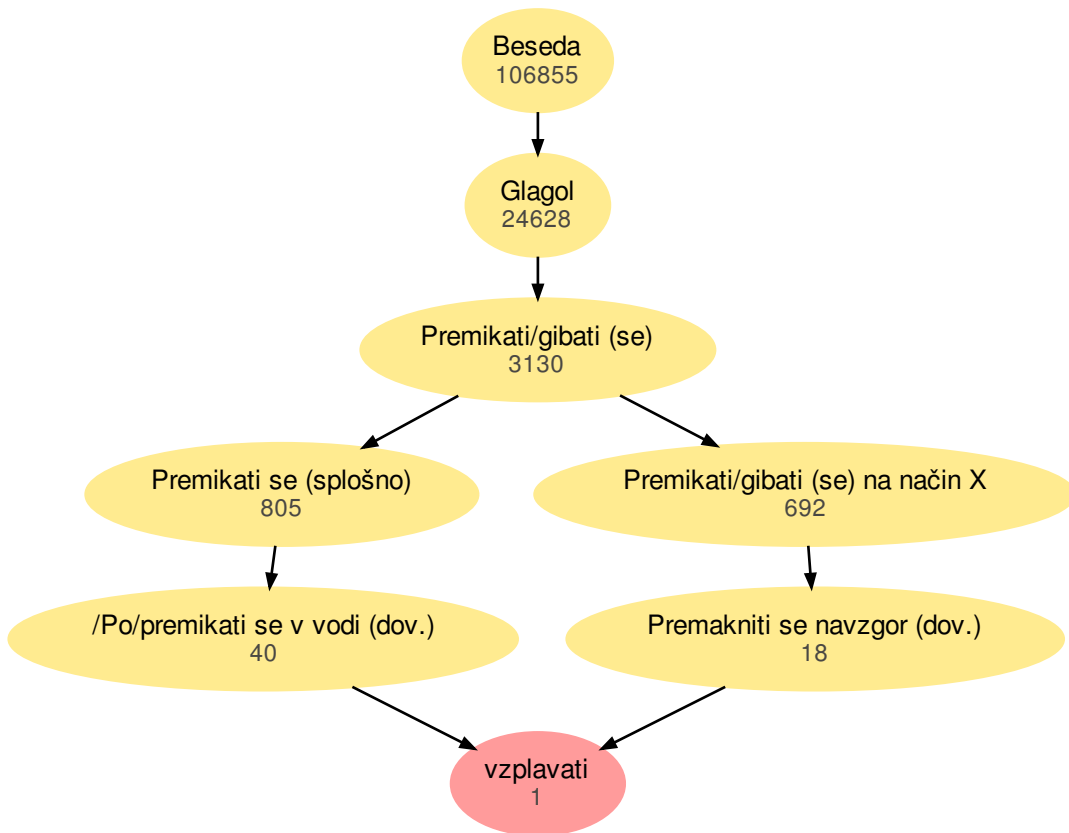 Beseda
106855
Glagol
24628
Premikati/gibati (se)
3130
Premikati se (splošno)
805
Premikati/gibati (se) na način X
692
/Po/premikati se v vodi (dov.)
40
Premakniti se navzgor (dov.)
18
vzplavati
1